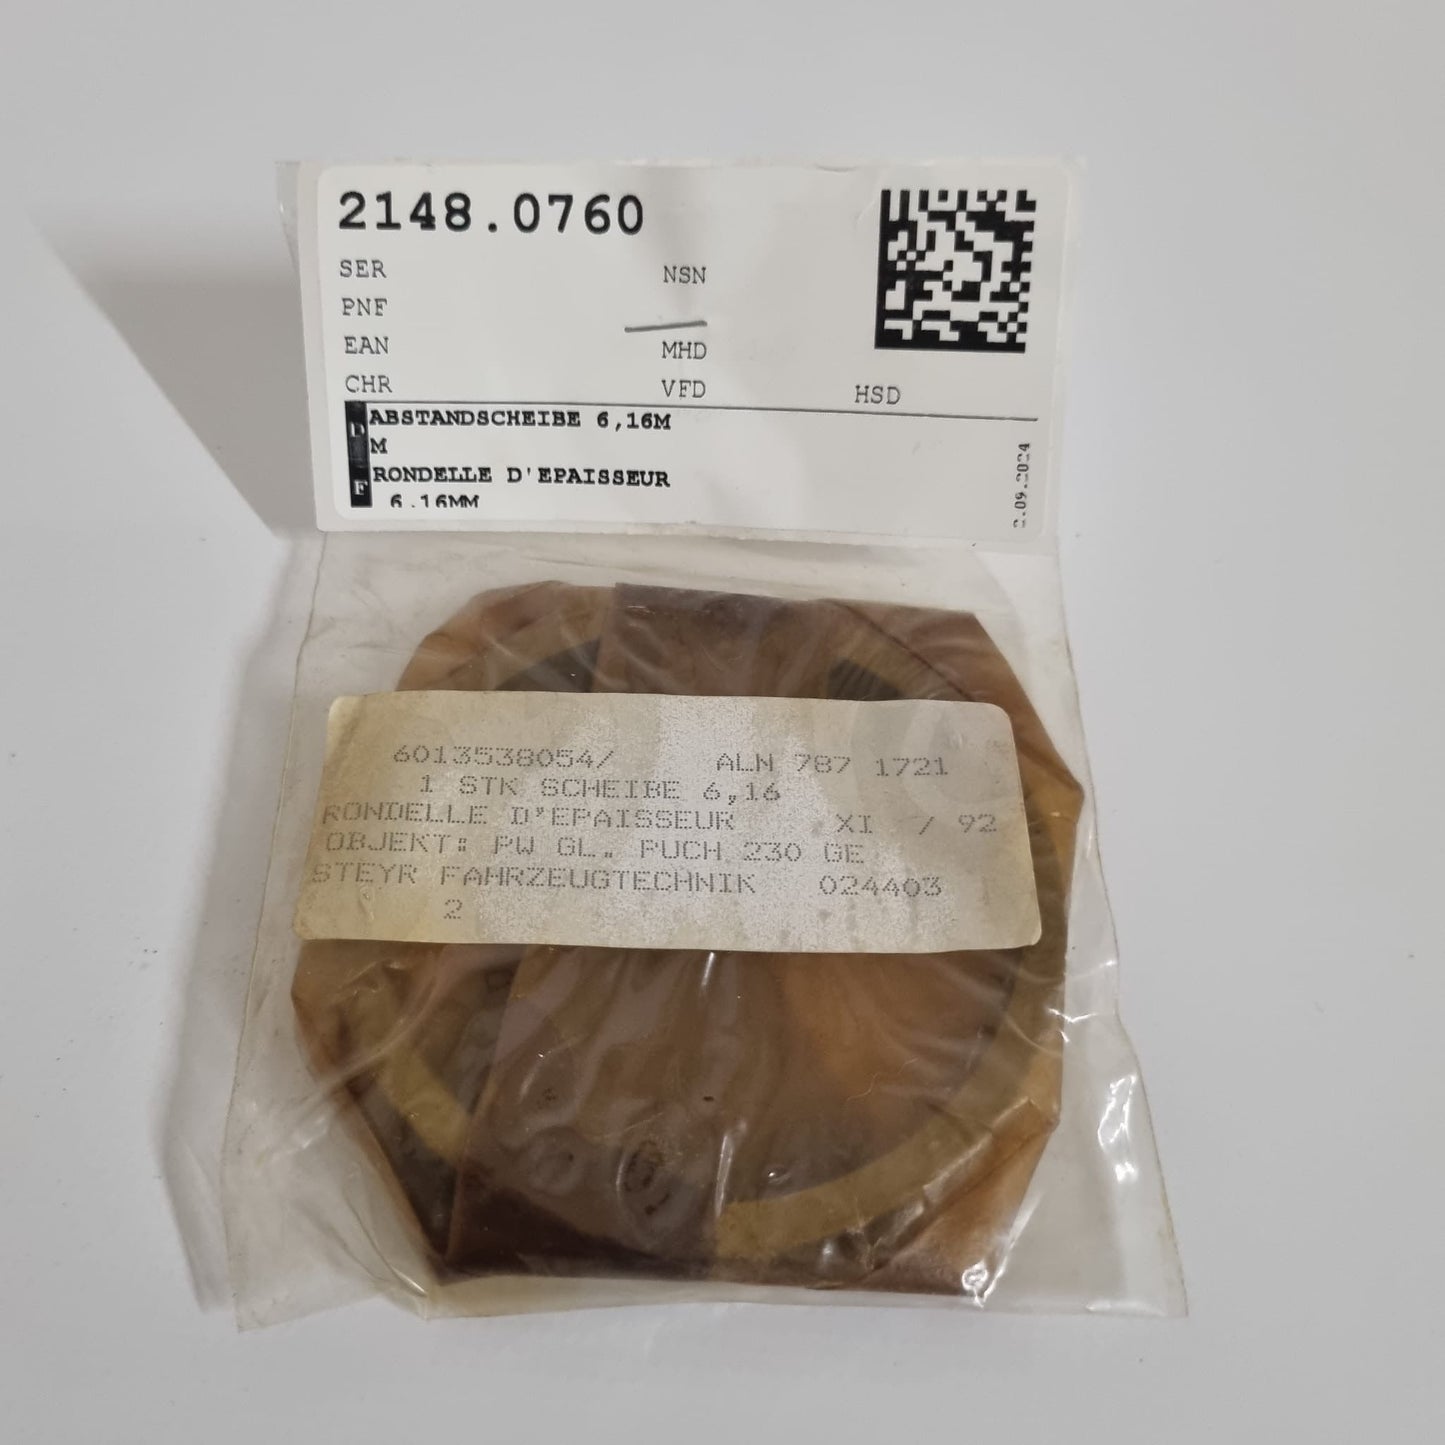 2148.0760
SER NSN
PNF
EAN MHD
CHR VFD HSD
D ABSTANDSCHEIBE 6,16M
M
F RONDELLE D'EPAISSEUR
6.16MM
.09.2024
6013538054/ ALN 787 1721
1 STK SCHEIBE 6,16
RONDELLE D'EPAISSEUR XI / 92
OBJEKT: PW GL. PUCH 230 GE
STEYR FAHRZEUGTECHNIK 024403
2